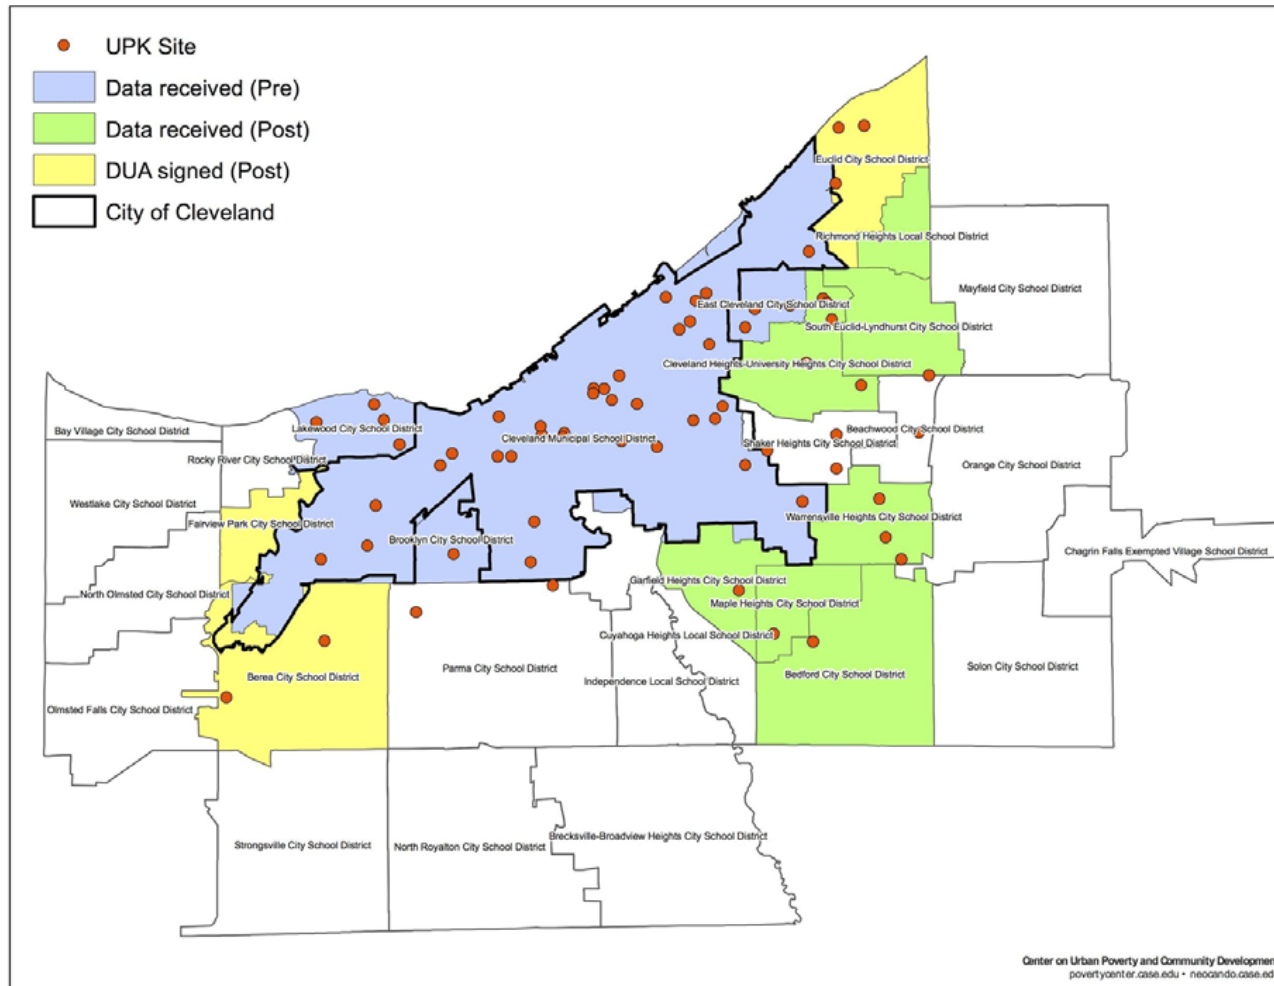 UPK Site
Data received (Pre)
Data received (Post)
DUA signed (Post)
City of Cleveland
Euclid City School District
Richmond Heights Local School District
Mayfield City School District
East Cleveland City School District
South Euclid-Lyndhurst City School District
Cleveland Heights-University Heights City School District
Bay Village City School District
Lakewood City School District
Cleveland Municipal School District
Shaker Heights City School District
Beachwood City School District
Rocky River City School District
Orange City School District
Westlake City School District
Fairview Park City School District
Warrensville Heights City School District
Brooklyn City School District
Chagrin Falls Exempted Village School District
Garfield Heights City School District
North Olmsted City School District
Maple Heights City School District
Cuyahoga Heights Local School District
Parma City School District
Solon City School District
Berea City School District
Independence Local School District
Bedford City School District
Olmsted Falls City School District
Strongsville City School District
North Royalton City School District
Brecksville-Broadview Heights City School District
Center on Urban Poverty and Community Developmen
povertycenter.case.edu • neocando.case.ed